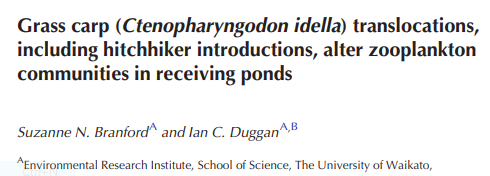 Grass carp (Ctenopharyngodon idella) translocations,
including hitchhiker introductions, alter zooplankton
communities in receiving ponds
Suzanne N. Branford^A and Ian C. Duggan^A,B
^AEnvironmental Research Institute, School of Science, The University of Waikato,